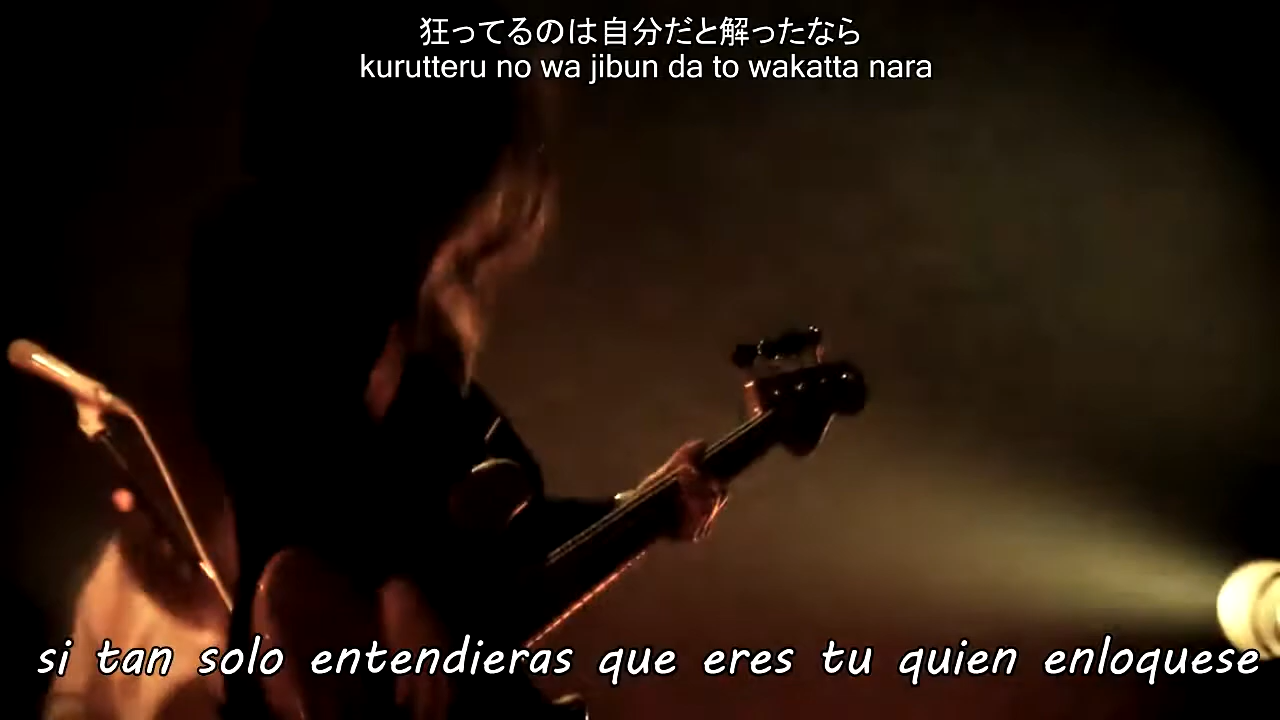 狂ってるのは自分だと解ったなら
kurutteru no wa jibun da to wakatta nara
si tan solo entendieras que eres tu quien enloquese